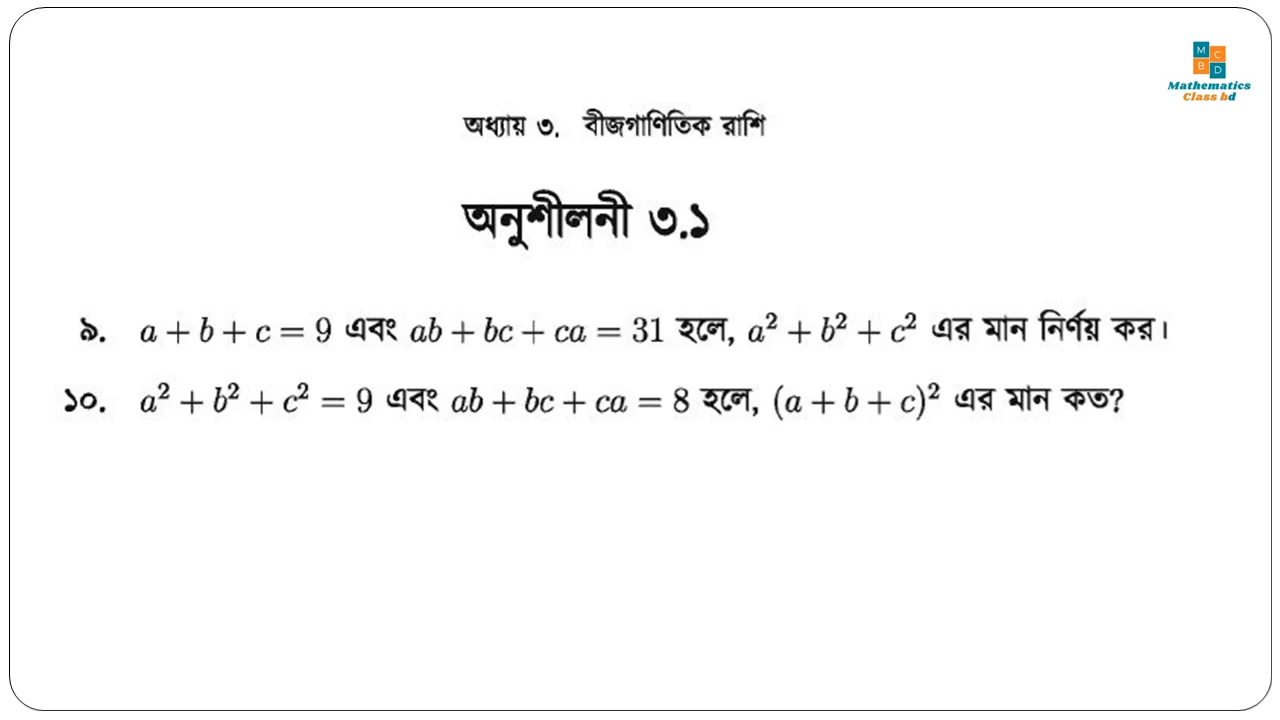 M C
B D
Mathematics
Class bd
অধ্যায় ৩. বীজগাণিতিক রাশি
অনুশীলনী ৩.১
৯. a + b + c = 9 এবং ab + bc + ca = 31 হলে, a² + b² + c² এর মান নির্ণয় কর।
১০. a² + b² + c² = 9 এবং ab + bc + ca = 8 হলে, (a + b + c)² এর মান কত?